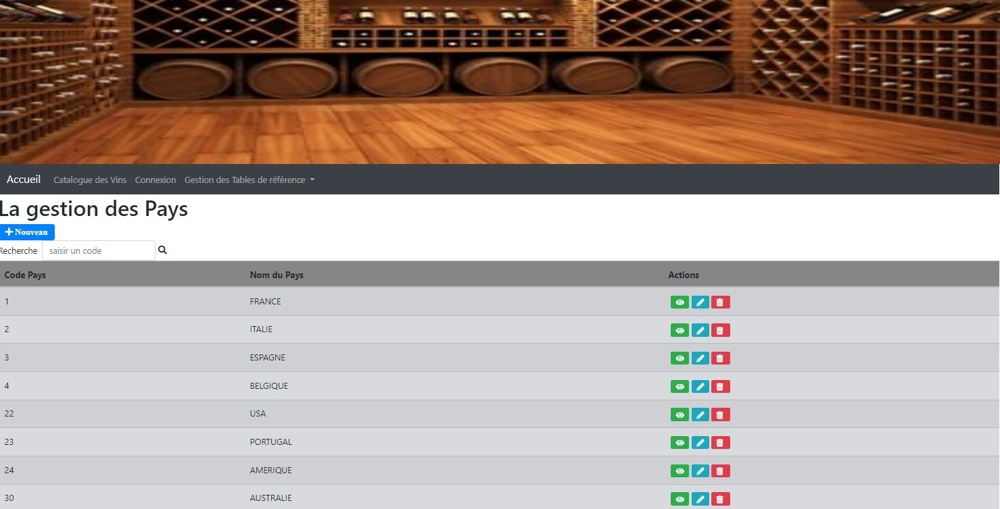 Accueil Catalogue des Vins Connexion Gestion des Tables de référence
La gestion des Pays
Nouveau
Recherche saisir un code
Code Pays Nom du Pays Actions
1 FRANCE
2 ITALIE
3 ESPAGNE
4 BELGIQUE
22 USA
23 PORTUGAL
24 AMERIQUE
30 AUSTRALIE